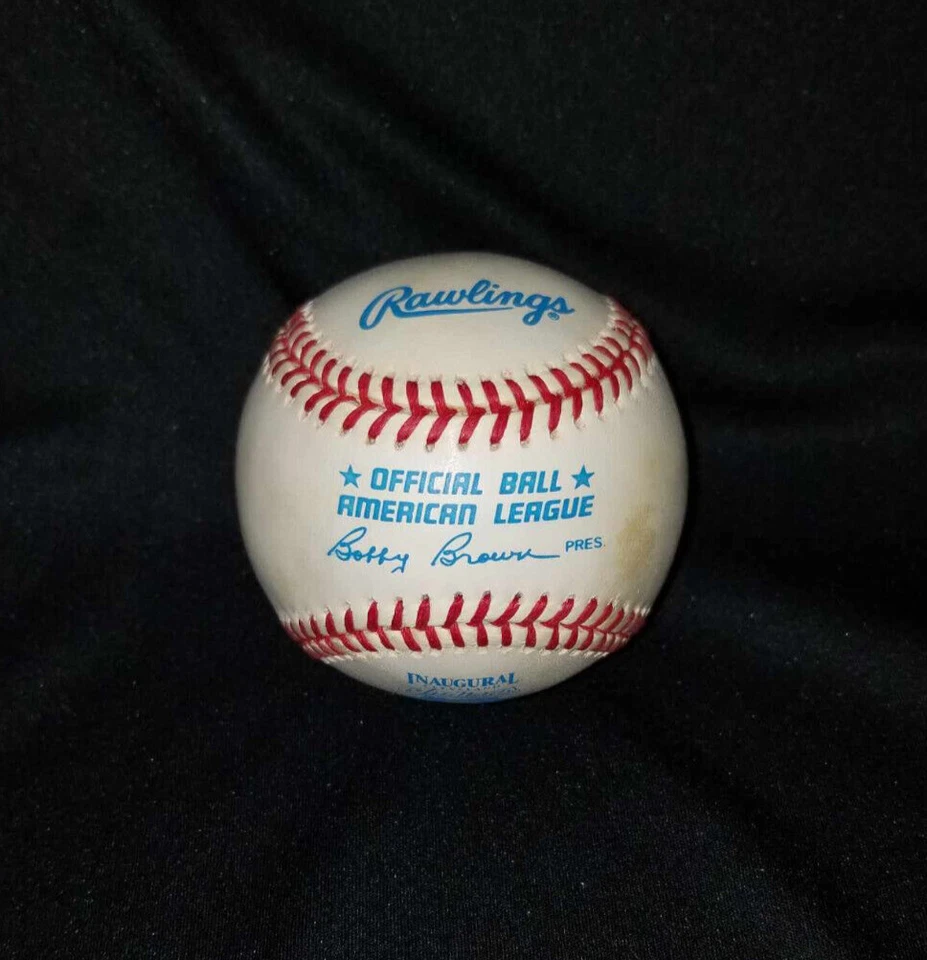 Rawlings®
★ OFFICIAL BALL ★
AMERICAN LEAGUE
Bobby Brown PRES.
INAUGURAL